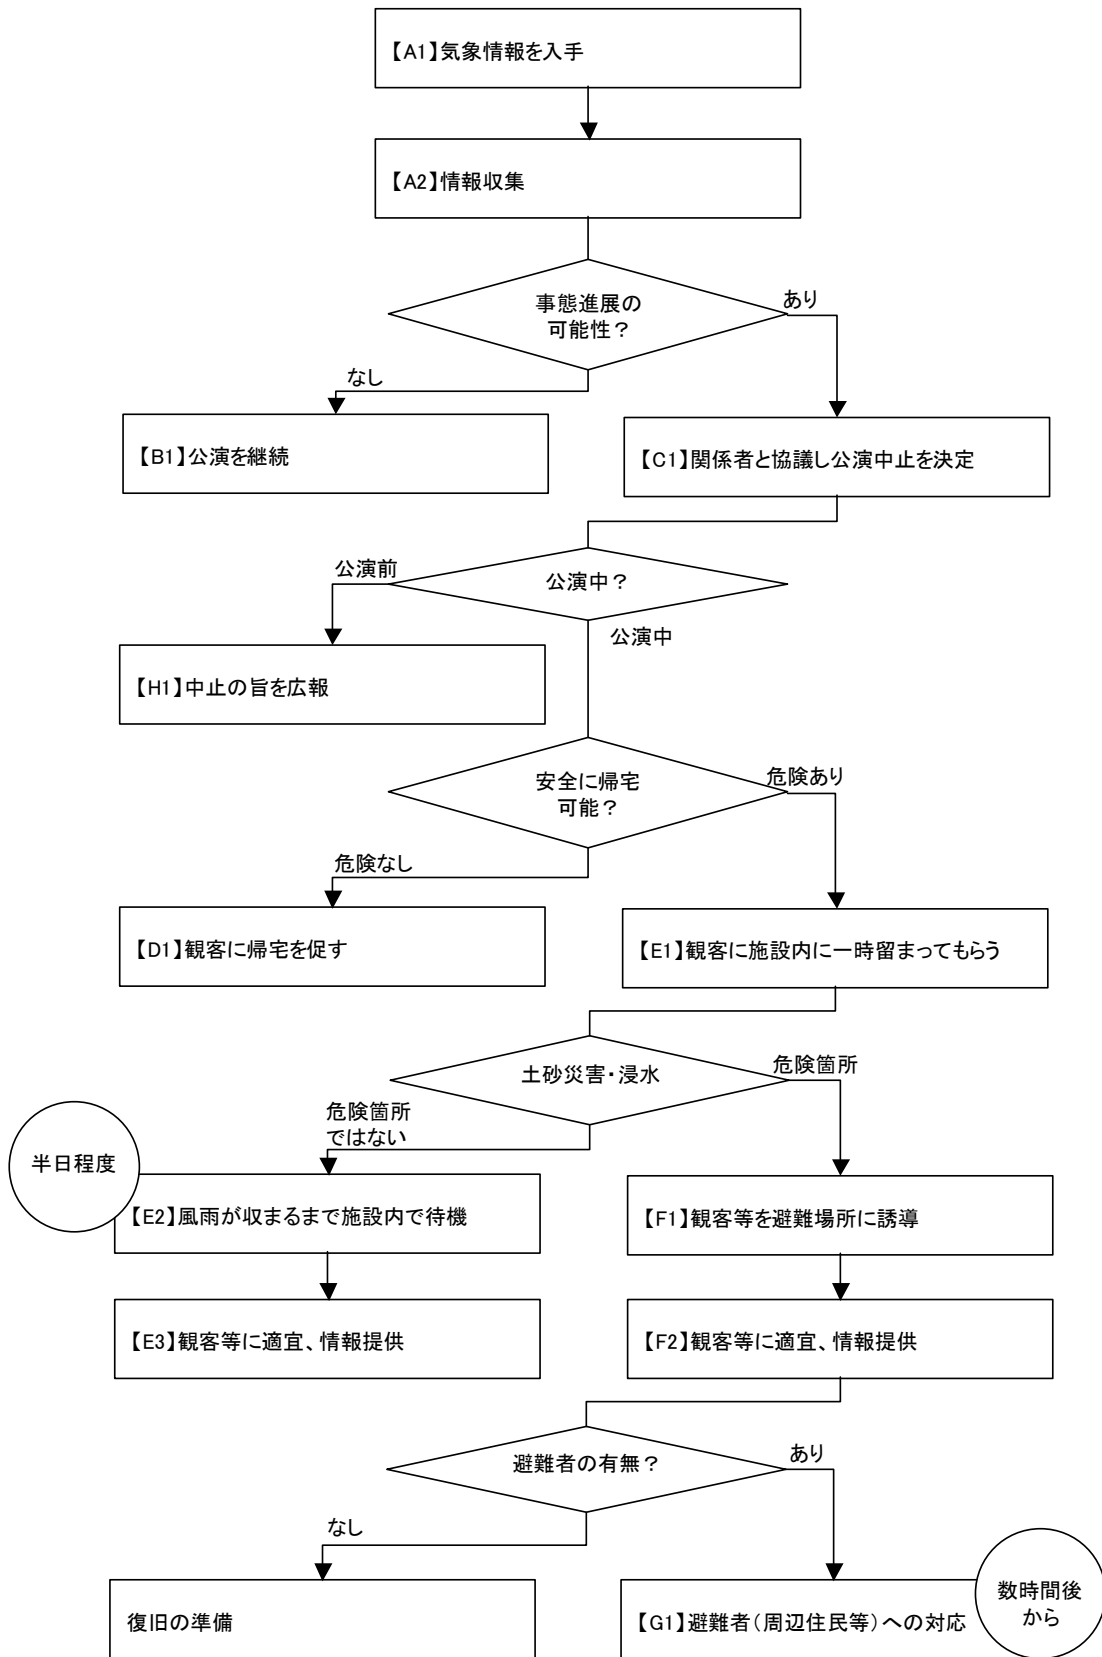 【A1】気象情報を入手
【A2】情報収集
事態進展の
可能性？
あり
なし
【B1】公演を継続
【C1】関係者と協議し公演中止を決定
公演前
公演中？
公演中
【H1】中止の旨を広報
安全に帰宅
可能？
危険あり
危険なし
【D1】観客に帰宅を促す
【E1】観客に施設内に一時留まってもらう
土砂災害・浸水
危険箇所
危険箇所
ではない
半日程度
【E2】風雨が収まるまで施設内で待機
【F1】観客等を避難場所に誘導
【E3】観客等に適宜、情報提供
【F2】観客等に適宜、情報提供
避難者の有無？
あり
なし
復旧の準備
【G1】避難者（周辺住民等）への対応
数時間後
から